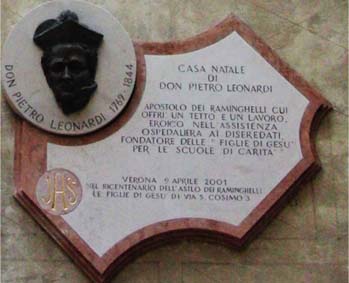 DON PIETRO LEONARDI 1769-1844
CASA NATALE
DI
DON PIETRO LEONARDI
APOSTOLO DEI RAMINGHELLI CUI
OFFRÌ UN TETTO E UN LAVORO,
EROICO NELL'ASSISTENZA
OSPEDALIERA AI DISEREDATI,
FONDATORE DELLE "FIGLIE DI GESÙ"
PER LE "SCUOLE DI CARITÀ"
JHS
VERONA 9 APRILE 2001
NEL BICENTENARIO DELL'ASILO DEI RAMINGHELLI
LE FIGLIE DI GESÙ DI VIA S. COSIMO 3